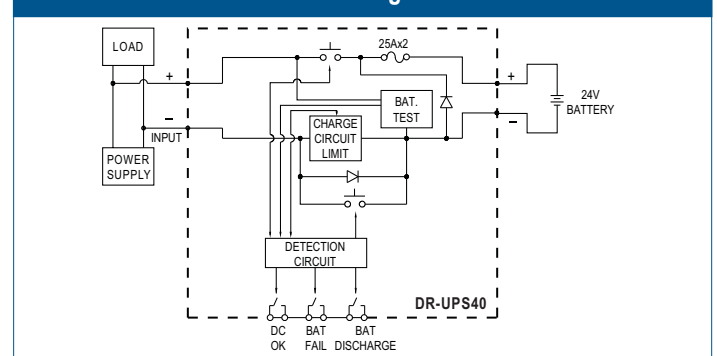 LOAD
25Ax2
+
+
BAT.
TEST
24V
BATTERY
–
–
CHARGE
CIRCUIT
LIMIT
INPUT
POWER
SUPPLY
DETECTION
CIRCUIT
DR-UPS40
DC
OK
BAT
FAIL
BAT
DISCHARGE